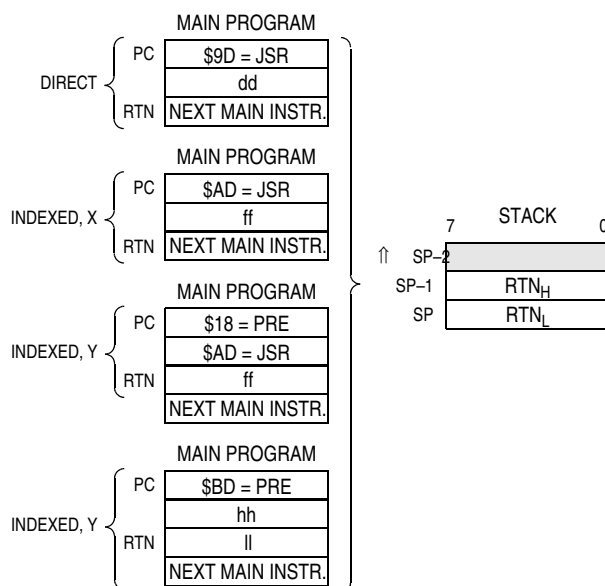 MAIN PROGRAM
PC $9D = JSR
DIRECT dd
RTN NEXT MAIN INSTR.
MAIN PROGRAM
PC $AD = JSR
INDEXED, X ff
RTN NEXT MAIN INSTR.
MAIN PROGRAM
PC $18 = PRE
INDEXED, Y $AD = JSR
RTN ff
NEXT MAIN INSTR.
MAIN PROGRAM
PC $BD = PRE
INDEXED, Y hh
RTN ll
NEXT MAIN INSTR.
7 STACK 0
⇑ SP–2
SP–1 RTNH
SP RTNL